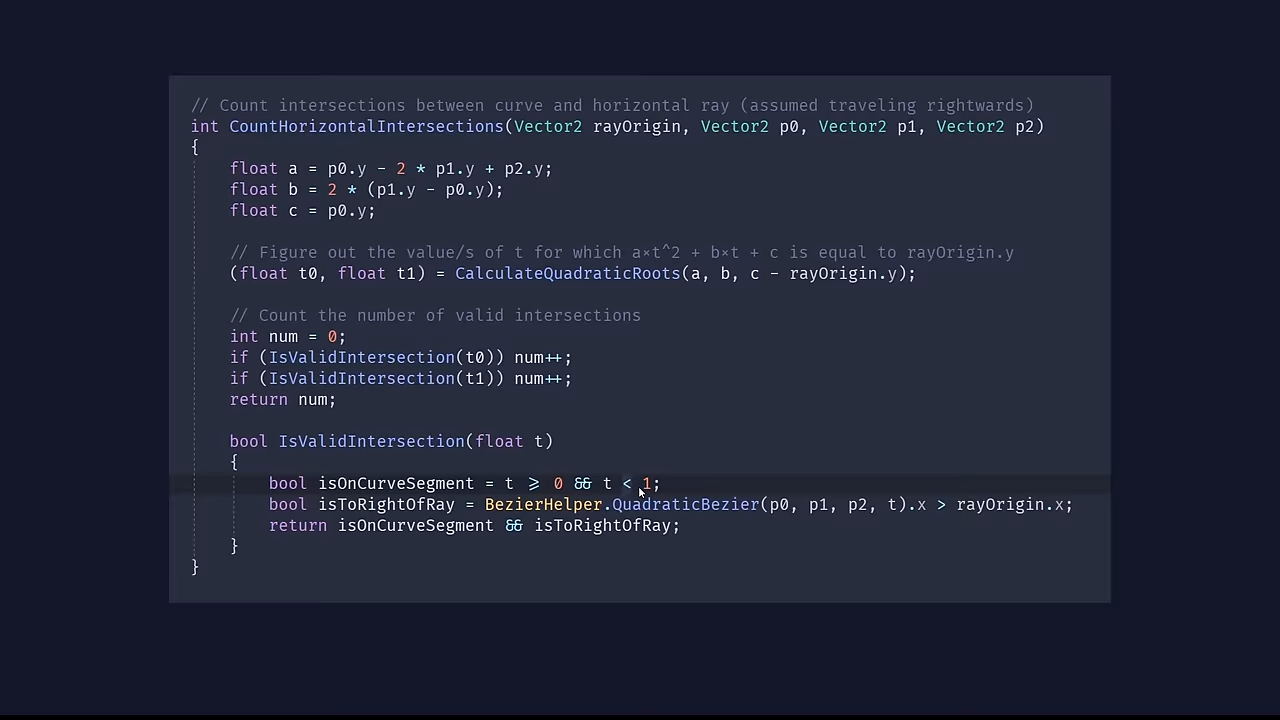 // Count intersections between curve and horizontal ray (assumed traveling rightwards)
int CountHorizontalIntersections(Vector2 rayOrigin, Vector2 p0, Vector2 p1, Vector2 p2)
{
float a = p0.y - 2 * p1.y + p2.y;
float b = 2 * (p1.y - p0.y);
float c = p0.y;
// Figure out the value/s of t for which a×t^2 + b×t + c is equal to rayOrigin.y
(float t0, float t1) = CalculateQuadraticRoots(a, b, c - rayOrigin.y);
// Count the number of valid intersections
int num = 0;
if (IsValidIntersection(t0)) num++;
if (IsValidIntersection(t1)) num++;
return num;
bool IsValidIntersection(float t)
{
bool isOnCurveSegment = t >= 0 && t < 1;
bool isToRightOfRay = BezierHelper.QuadraticBezier(p0, p1, p2, t).x > rayOrigin.x;
return isOnCurveSegment && isToRightOfRay;
}
}